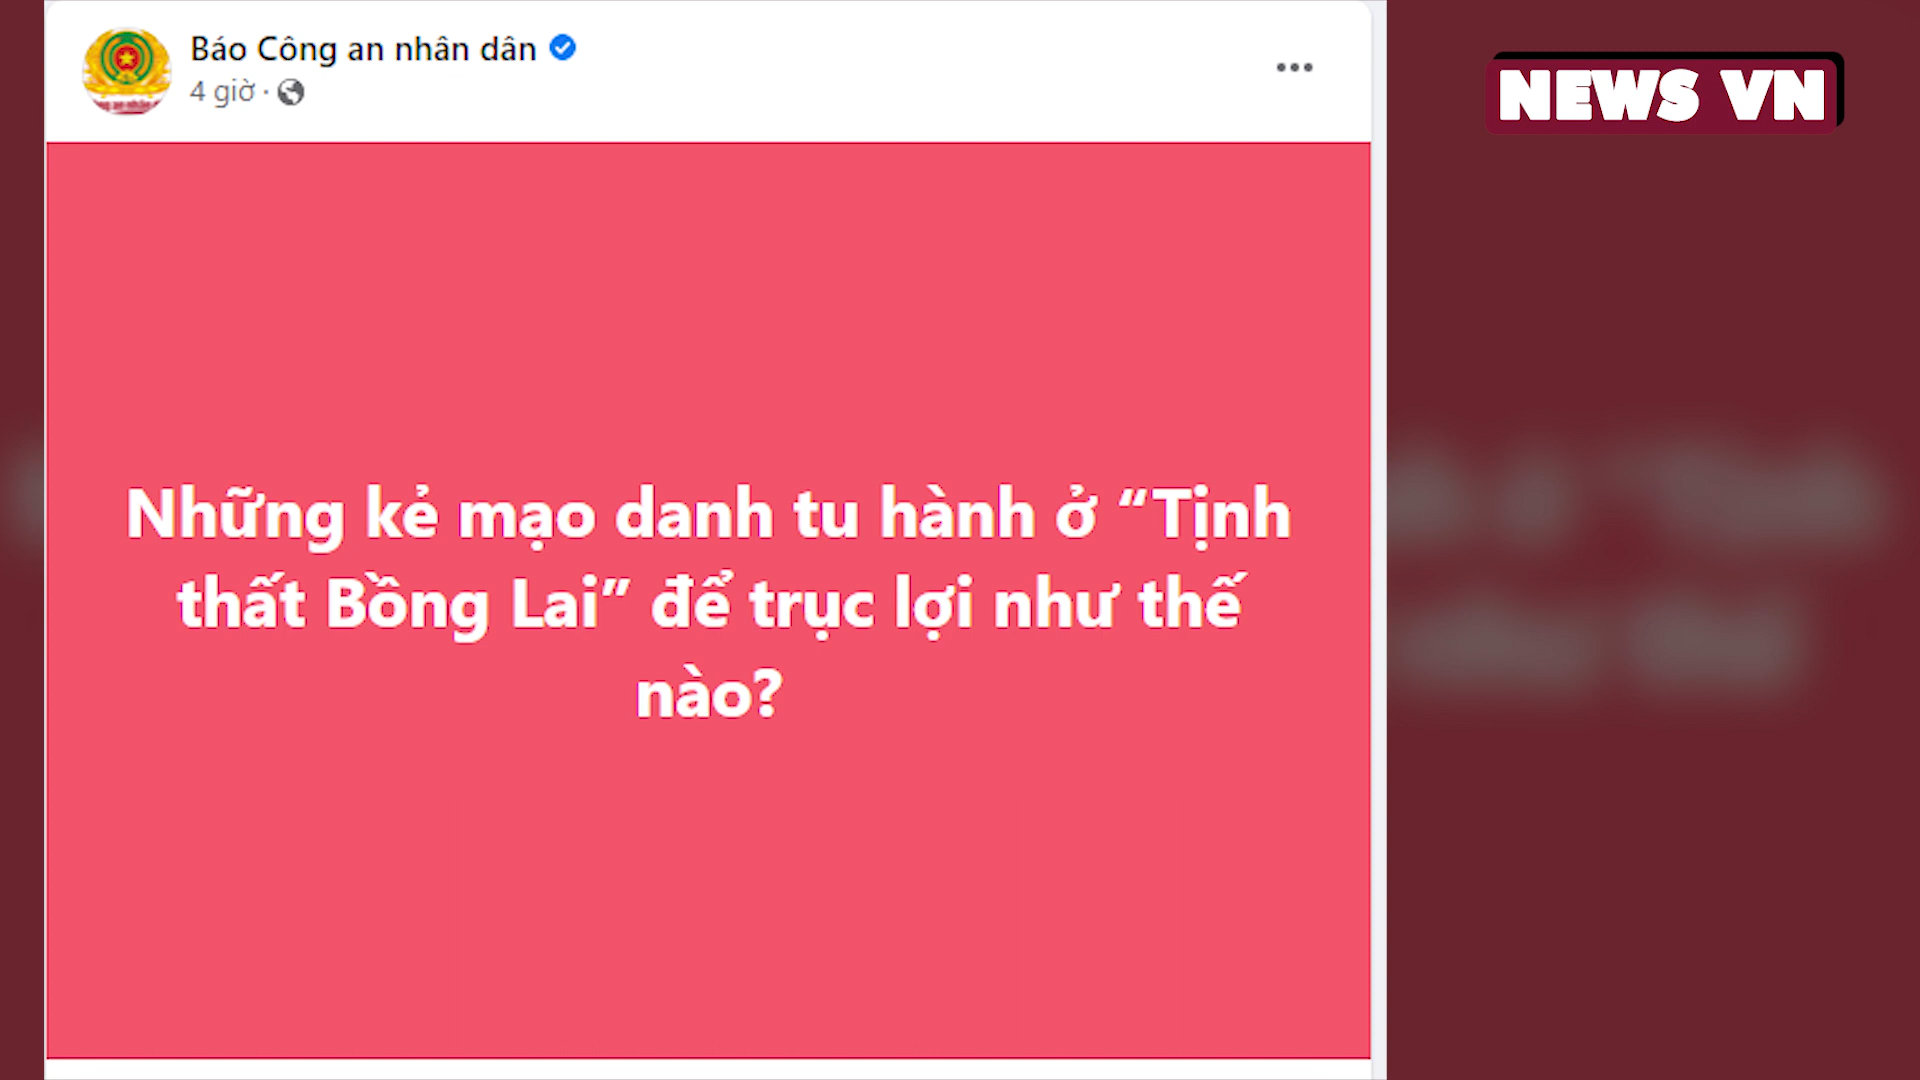 Báo Công an nhân dân
4 giờ ·
NEWS VN
Những kẻ mạo danh tu hành ở “Tịnh
thất Bồng Lai” để trục lợi như thế
nào?